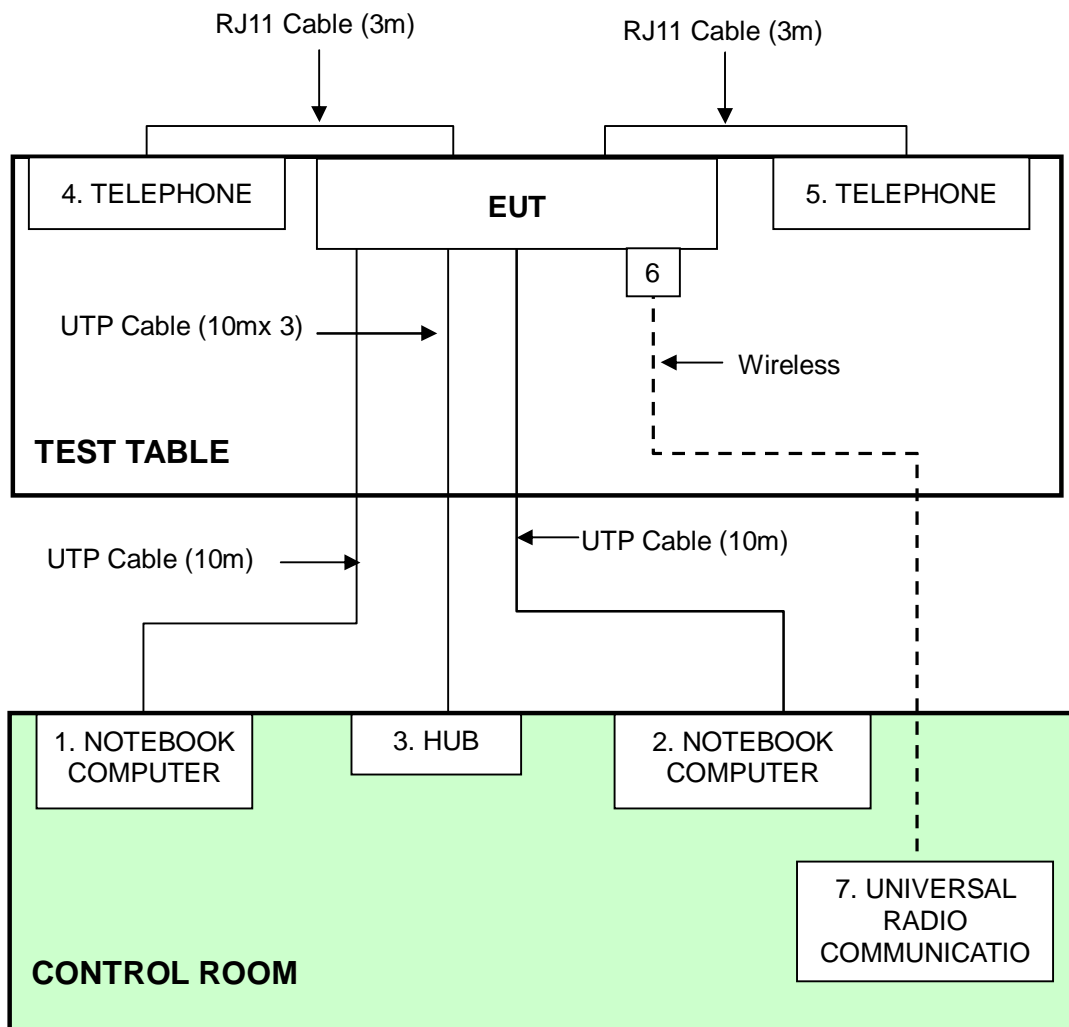 RJ11 Cable (3m)
RJ11 Cable (3m)
4. TELEPHONE
EUT
5. TELEPHONE
6
UTP Cable (10mx 3)
Wireless
TEST TABLE
UTP Cable (10m)
UTP Cable (10m)
1. NOTEBOOK
COMPUTER
3. HUB
2. NOTEBOOK
COMPUTER
7. UNIVERSAL
RADIO
COMMUNICATIO
CONTROL ROOM